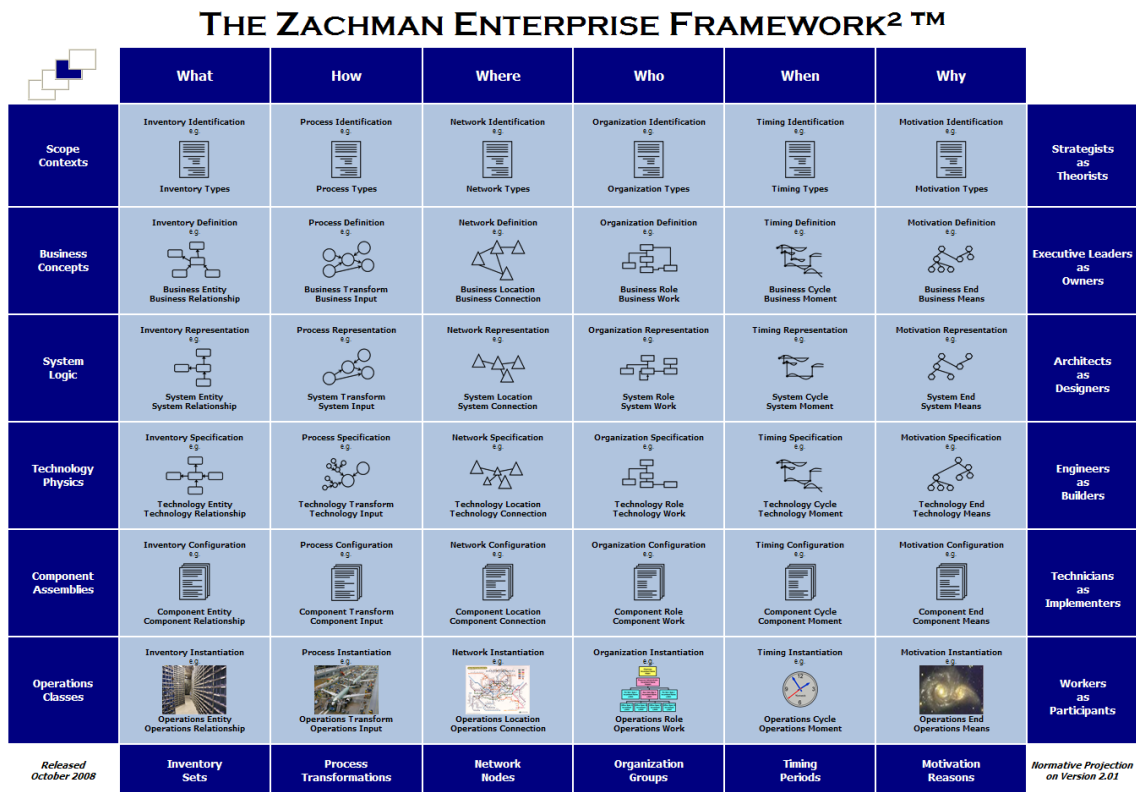 THE ZACHMAN ENTERPRISE FRAMEWORK² ™
What How Where Who When Why
Scope
Contexts
Inventory Identification
e.g.
Inventory Types
Process Identification
e.g.
Process Types
Network Identification
e.g.
Network Types
Organization Identification
e.g.
Organization Types
Timing Identification
e.g.
Timing Types
Motivation Identification
e.g.
Motivation Types
Strategists
as
Theorists
Business
Concepts
Inventory Definition
e.g.
Business Entity
Business Relationship
Process Definition
e.g.
Business Transform
Business Input
Network Definition
e.g.
Business Location
Business Connection
Organization Definition
e.g.
Business Role
Business Work
Timing Definition
e.g.
Business Cycle
Business Moment
Motivation Definition
e.g.
Business End
Business Means
Executive Leaders
as
Owners
System
Logic
Inventory Representation
e.g.
System Entity
System Relationship
Process Representation
e.g.
System Transform
System Input
Network Representation
e.g.
System Location
System Connection
Organization Representation
e.g.
System Role
System Work
Timing Representation
e.g.
System Cycle
System Moment
Motivation Representation
e.g.
System End
System Means
Architects
as
Designers
Technology
Physics
Inventory Specification
e.g.
Technology Entity
Technology Relationship
Process Specification
e.g.
Technology Transform
Technology Input
Network Specification
e.g.
Technology Location
Technology Connection
Organization Specification
e.g.
Technology Role
Technology Work
Timing Specification
e.g.
Technology Cycle
Technology Moment
Motivation Specification
e.g.
Technology End
Technology Means
Engineers
as
Builders
Component
Assemblies
Inventory Configuration
e.g.
Component Entity
Component Relationship
Process Configuration
e.g.
Component Transform
Component Input
Network Configuration
e.g.
Component Location
Component Connection
Organization Configuration
e.g.
Component Role
Component Work
Timing Configuration
e.g.
Component Cycle
Component Moment
Motivation Configuration
e.g.
Component End
Component Means
Technicians
as
Implementers
Operations
Classes
Inventory Instantiation
e.g.
Operations Entity
Operations Relationship
Process Instantiation
e.g.
Operations Transform
Operations Input
Network Instantiation
e.g.
Operations Location
Operations Connection
Organization Instantiation
e.g.
Operations Role
Operations Work
Timing Instantiation
e.g.
12
3
6
9
Operations Cycle
Operations Moment
Motivation Instantiation
e.g.
Operations End
Operations Means
Workers
as
Participants
Released
October 2008
Inventory
Sets
Process
Transformations
Network
Nodes
Organization
Groups
Timing
Periods
Motivation
Reasons
Normative Projection
on Version 2.01